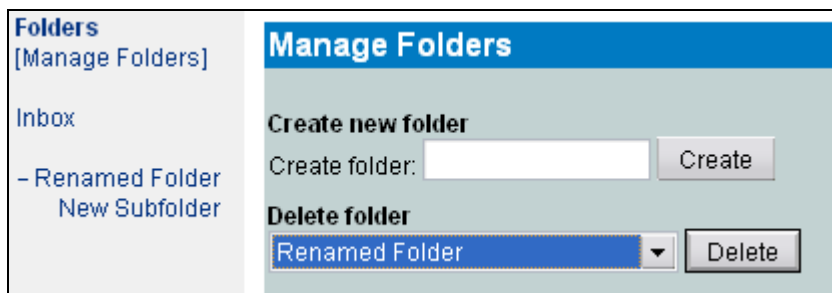 Folders
[Manage Folders]
Inbox
– Renamed Folder
New Subfolder
Manage Folders
Create new folder
Create folder:
Create
Delete folder
Renamed Folder
Delete